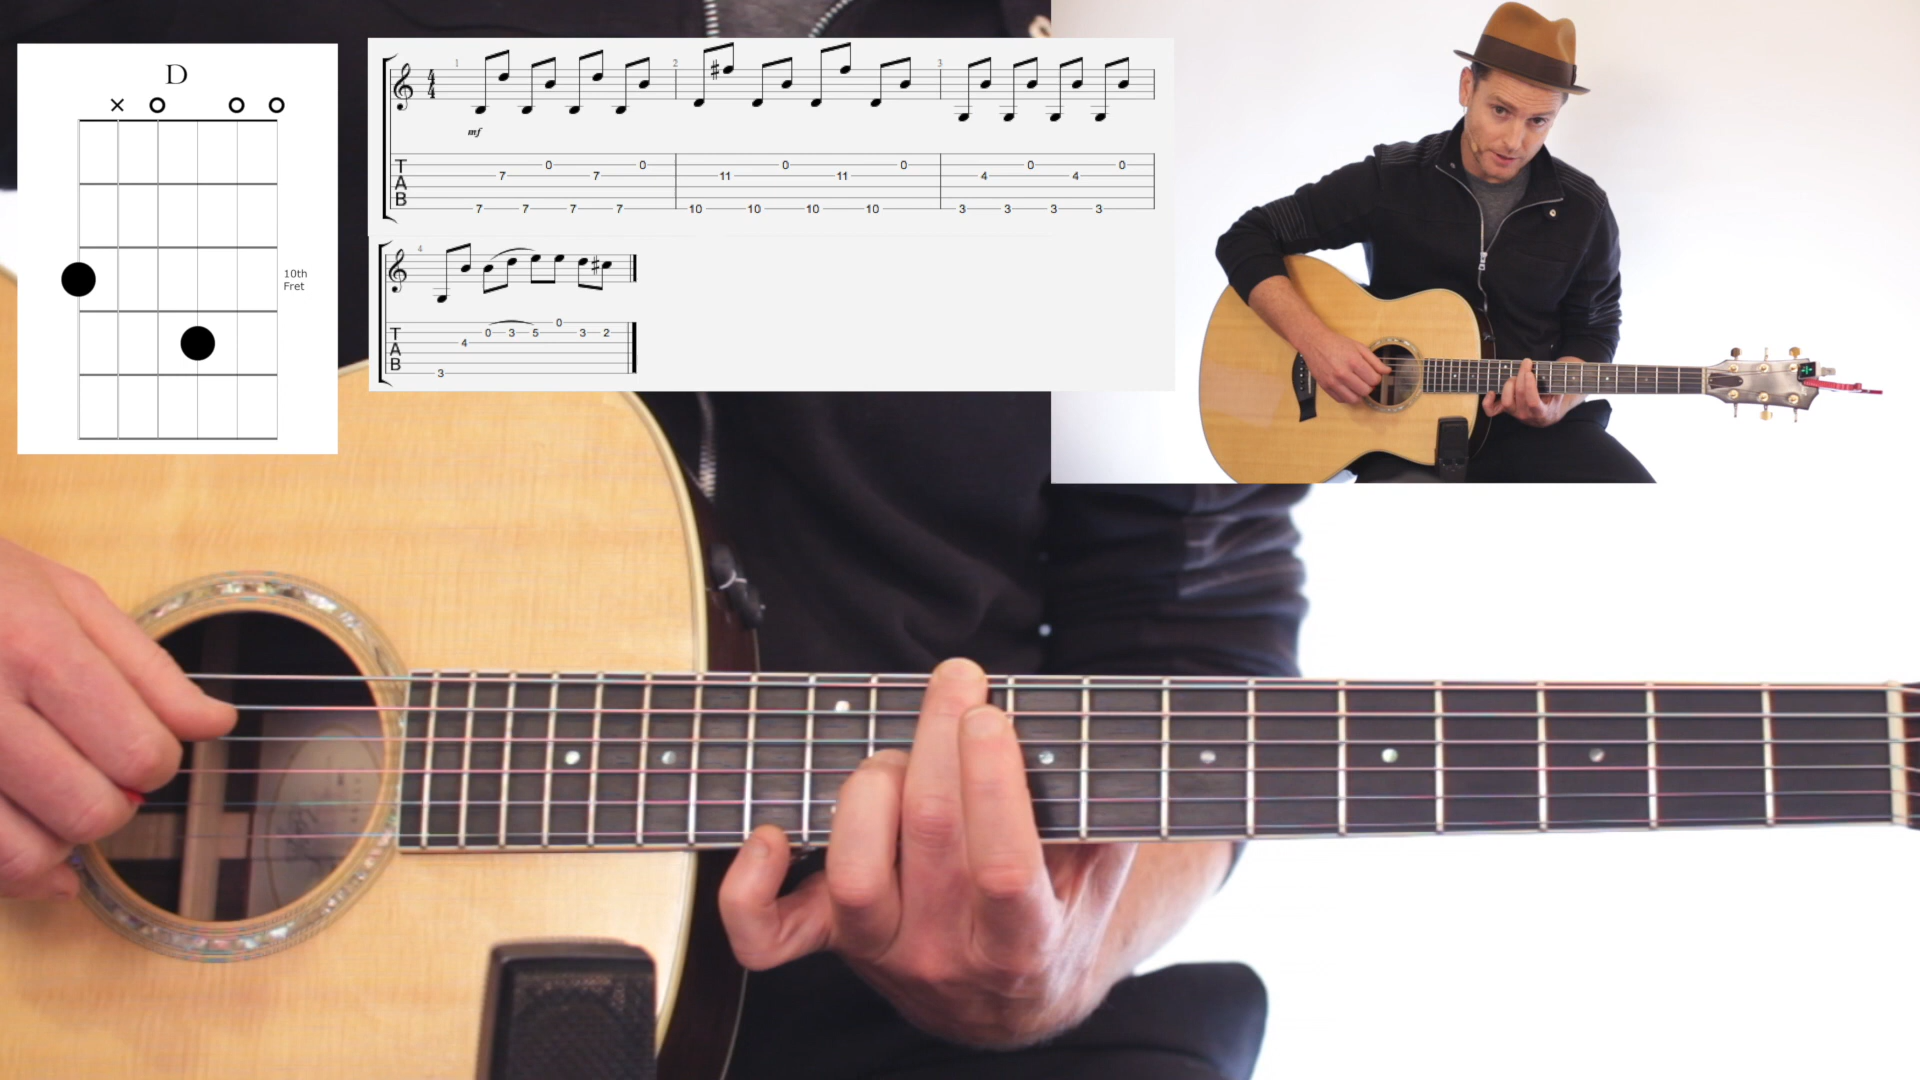 D
× O O O
10th
Fret
1 2 3
4
4
mf
T
A
B
7 7 7 0 7 7 7 0
10 11 10 0 10 11 10 0
3 4 3 0 3 4 3 0
4
T
A
B
3 4 0 3 5 0 3 2